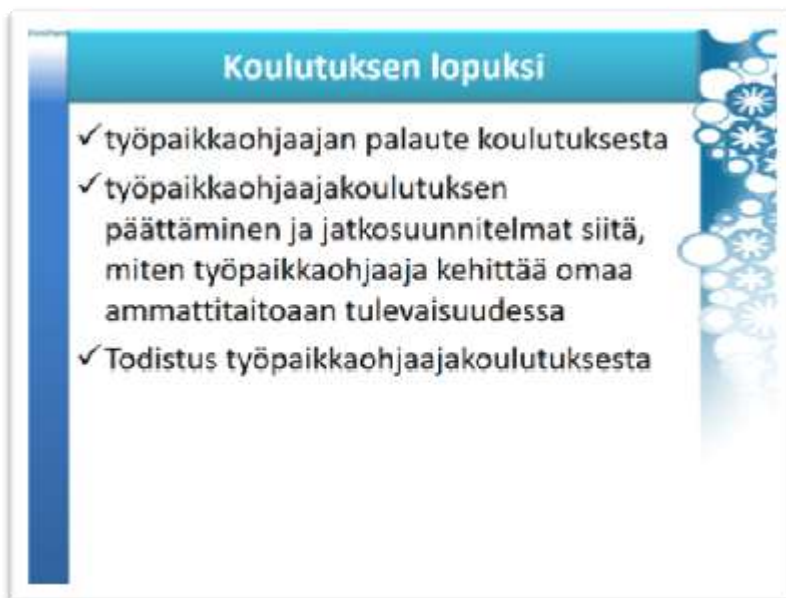 Koulutuksen lopuksi
✓ työpaikkaohjaajan palaute koulutuksesta
✓ työpaikkaohjaajakoulutuksen
päättäminen ja jatkosuunnitelmat siitä,
miten työpaikkaohjaaja kehittää omaa
ammattitaitoaan tulevaisuudessa
✓ Todistus työpaikkaohjaajakoulutuksesta